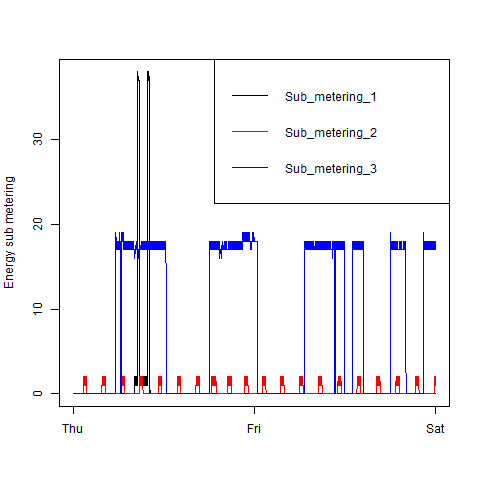 Sub_metering_1
Sub_metering_2
Sub_metering_3
Energy sub metering
30
20
10
0
Thu
Fri
Sat